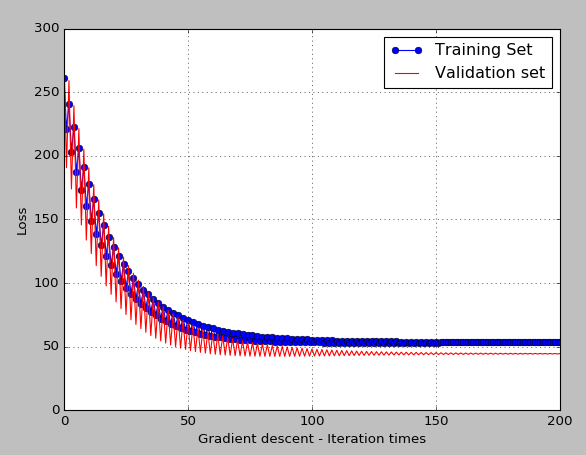 300
250
200
150
100
50
0
Loss
Training Set
Validation set
0 50 100 150 200
Gradient descent - Iteration times